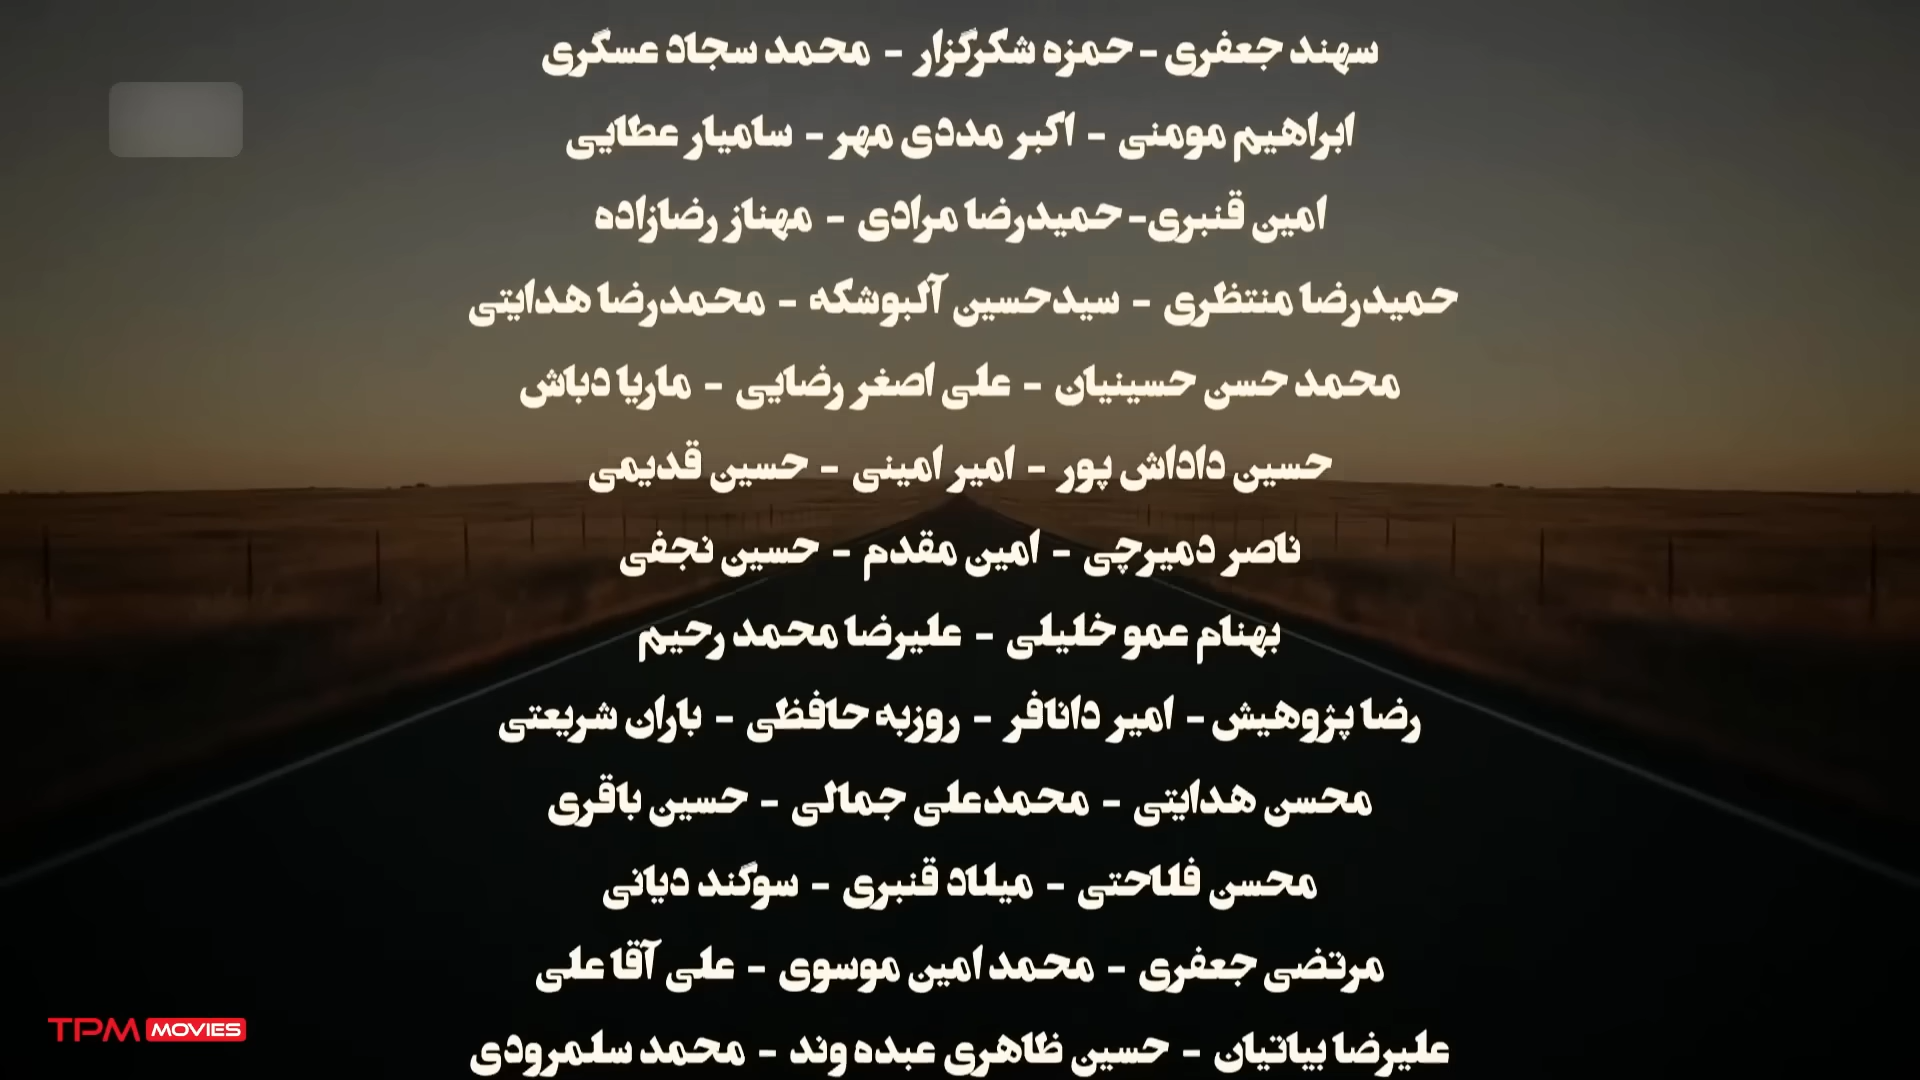 سهند جعفری - حمزه شکرگزار - محمد سجاد عسگری
ابراهیم مومنی - اکبر مددی مهر - سامیار عطایی
امین قنبری - حمیدرضا مرادی - مهناز رضازاده
حمیدرضا منتظری - سیدحسین آلبوشکه - محمدرضا هدایتی
محمد حسن حسینیان - علی اصغر رضایی - ماریا دباش
حسین داداش پور - امیر امینی - حسین قدیمی
ناصر دمیرچی - امین مقدم - حسین نجفی
بهنام عمو خلیلی - علیرضا محمد رحیم
رضا پژوهیش - امیر دانافر - روزبه حافظی - باران شریعتی
محسن هدایتی - محمدعلی جمالی - حسین باقری
محسن فلاحتی - میلاد قنبری - سوگند دیانی
مرتضی جعفری - محمد امین موسوی - علی آقا علی
علیرضا بیاتیان - حسین ظاهری عبده وند - محمد سلمرودی
TPM MOVIES